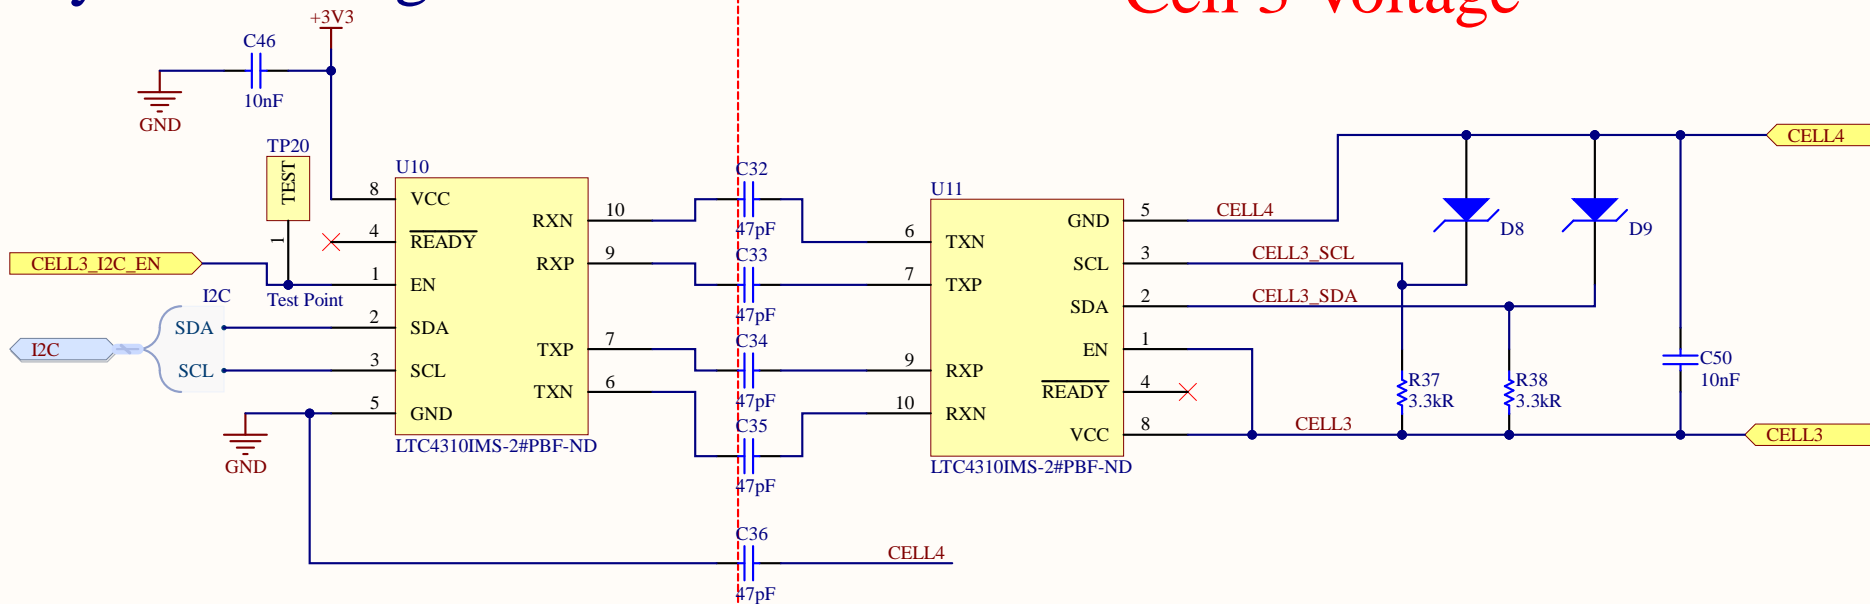 Cell 3 Voltage
+3V3
C46
10nF
GND
TP20
TEST
1
Test Point
CELL3_I2C_EN
I2C
I2C
SDA
SCL
GND
U10
8 VCC
4 READY
1 EN
2 SDA
3 SCL
5 GND
RXN 10
RXP 9
TXP 7
TXN 6
LTC4310IMS-2#PBF-ND
C32
47pF
C33
47pF
C34
47pF
C35
47pF
C36
47pF
CELL4
U11
6 TXN
7 TXP
9 RXP
10 RXN
GND 5
SCL 3
SDA 2
EN 1
READY 4
VCC 8
LTC4310IMS-2#PBF-ND
CELL4
CELL3_SCL
CELL3_SDA
CELL3
D8
D9
R37
3.3kR
R38
3.3kR
C50
10nF
CELL4
CELL3